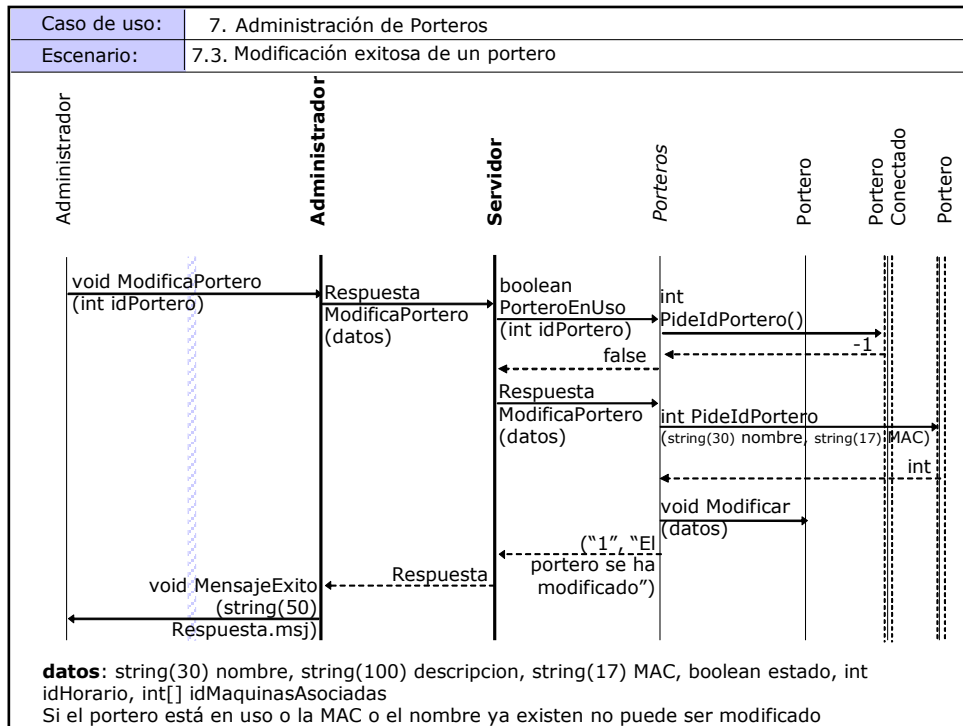 Caso de uso: 7. Administración de Porteros
Escenario: 7.3. Modificación exitosa de un portero
Administrador
Administrador
Servidor
Porteros
Portero
Portero
Conectado
Portero
void ModificaPortero
(int idPortero)
Respuesta
ModificaPortero
(datos)
boolean
PorteroEnUso
(int idPortero)
int
PideIdPortero()
-1
false
Respuesta
ModificaPortero
(datos)
int PideIdPortero
(string(30) nombre, string(17) MAC)
int
void Modificar
(datos)
(“1”, “El
portero se ha
modificado”)
Respuesta
void MensajeExito
(string(50)
Respuesta.msj)
datos: string(30) nombre, string(100) descripcion, string(17) MAC, boolean estado, int
idHorario, int[] idMaquinasAsociadas
Si el portero está en uso o la MAC o el nombre ya existen no puede ser modificado